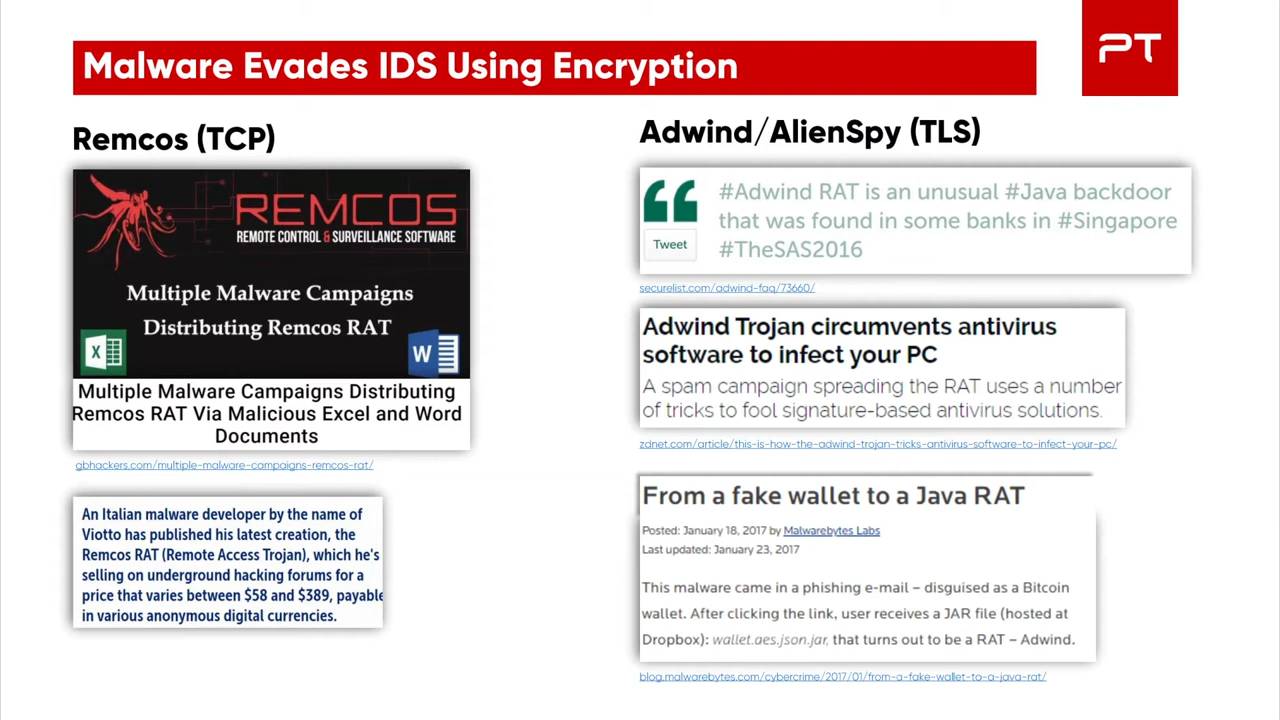 Malware Evades IDS Using Encryption
PT
Remcos (TCP)
REMCOS
REMOTE CONTROL & SURVEILLANCE SOFTWARE
Multiple Malware Campaigns
Distributing Remcos RAT
X
W
Multiple Malware Campaigns Distributing
Remcos RAT Via Malicious Excel and Word
Documents
gbhackers.com/multiple-malware-campaigns-remcos-rat/
An Italian malware developer by the name of
Viotto has published his latest creation, the
Remcos RAT (Remote Access Trojan), which he's
selling on underground hacking forums for a
price that varies between $58 and $389, payable
in various anonymous digital currencies.
Adwind/AlienSpy (TLS)
#Adwind RAT is an unusual #Java backdoor
that was found in some banks in #Singapore
#TheSAS2016
Tweet
securelist.com/adwind-faq/73660/
Adwind Trojan circumvents antivirus
software to infect your PC
A spam campaign spreading the RAT uses a number
of tricks to fool signature-based antivirus solutions.
zdnet.com/article/this-is-how-the-adwind-trojan-tricks-antivirus-software-to-infect-your-pc/
From a fake wallet to a Java RAT
Posted: January 18, 2017 by Malwarebytes Labs
Last updated: January 23, 2017
This malware came in a phishing e-mail – disguised as a Bitcoin
wallet. After clicking the link, user receives a JAR file (hosted at
Dropbox): wallet.aes.json.jar, that turns out to be a RAT – Adwind.
blog.malwarebytes.com/cybercrime/2017/01/from-a-fake-wallet-to-a-java-rat/